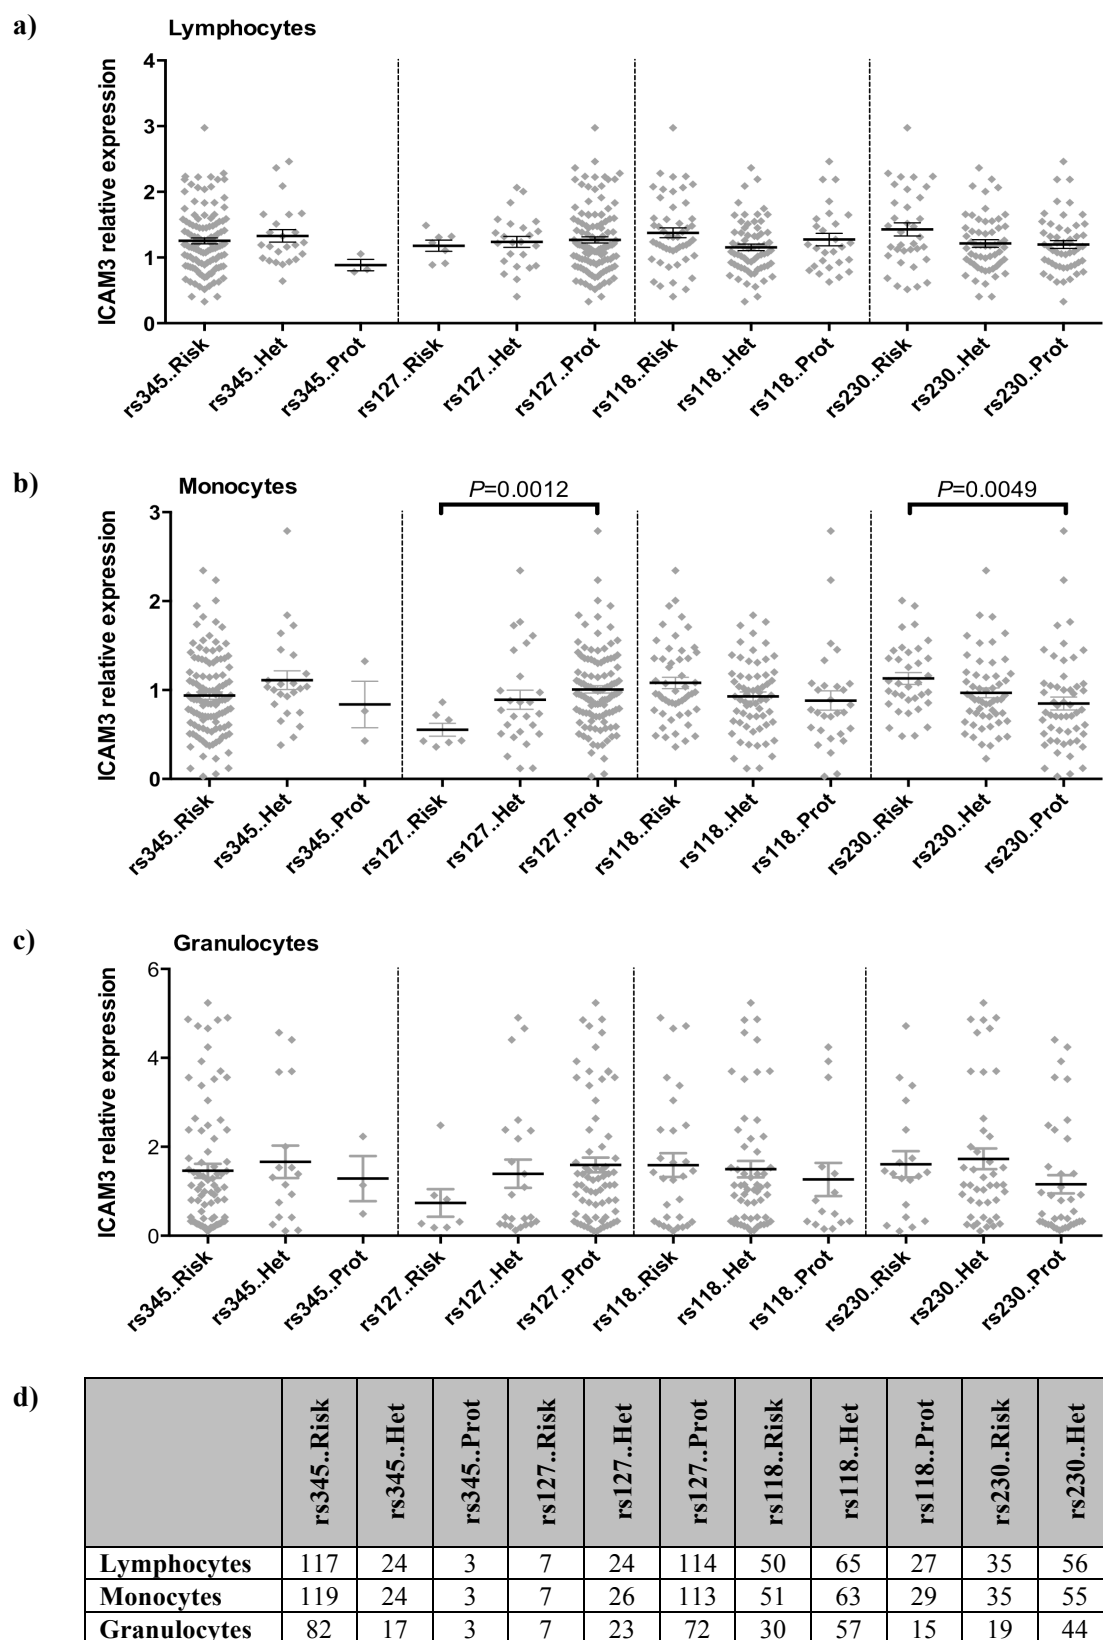 a)
Lymphocytes
ICAM3 relative expression
4
3
2
1
0
rs345..Risk
rs345..Het
rs345..Prot
rs127..Risk
rs127..Het
rs127..Prot
rs118..Risk
rs118..Het
rs118..Prot
rs230..Risk
rs230..Het
rs230..Prot
b)
Monocytes
P=0.0012
P=0.0049
ICAM3 relative expression
3
2
1
0
rs345..Risk
rs345..Het
rs345..Prot
rs127..Risk
rs127..Het
rs127..Prot
rs118..Risk
rs118..Het
rs118..Prot
rs230..Risk
rs230..Het
rs230..Prot
c)
Granulocytes
ICAM3 relative expression
6
4
2
0
rs345..Risk
rs345..Het
rs345..Prot
rs127..Risk
rs127..Het
rs127..Prot
rs118..Risk
rs118..Het
rs118..Prot
rs230..Risk
rs230..Het
rs230..Prot
d)
rs345..Risk rs345..Het rs345..Prot rs127..Risk rs127..Het rs127..Prot rs118..Risk rs118..Het rs118..Prot rs230..Risk rs230..Het
Lymphocytes 117 24 3 7 24 114 50 65 27 35 56
Monocytes 119 24 3 7 26 113 51 63 29 35 55
Granulocytes 82 17 3 7 23 72 30 57 15 19 44